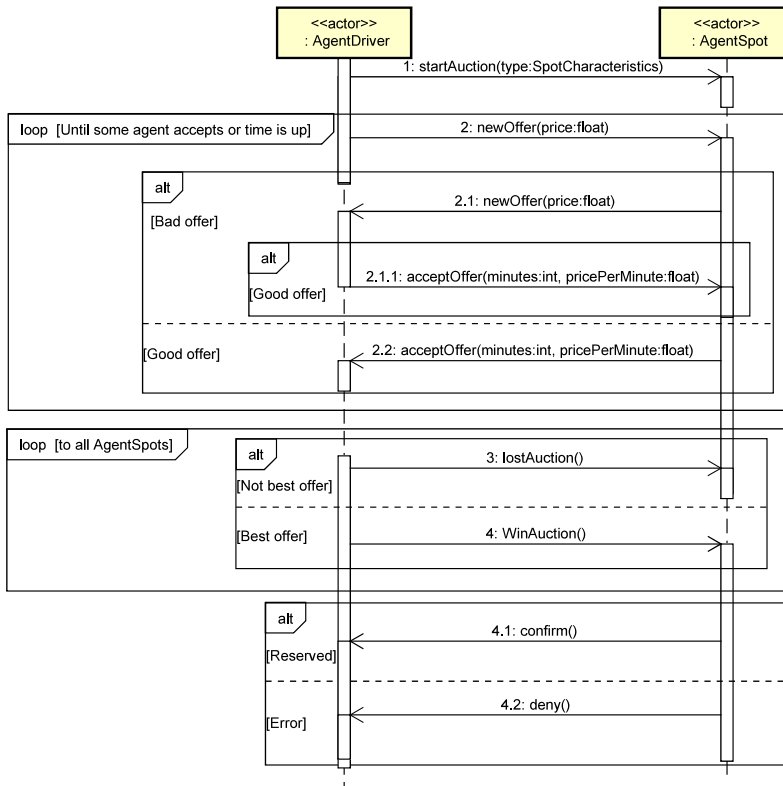 <<actor>>
: AgentDriver
<<actor>>
: AgentSpot
1: startAuction(type:SpotCharacteristics)
loop [Until some agent accepts or time is up]
2: newOffer(price:float)
alt
2.1: newOffer(price:float)
[Bad offer]
alt
2.1.1: acceptOffer(minutes:int, pricePerMinute:float)
[Good offer]
2.2: acceptOffer(minutes:int, pricePerMinute:float)
[Good offer]
loop [to all AgentSpots]
alt
3: lostAuction()
[Not best offer]
4: WinAuction()
[Best offer]
alt
4.1: confirm()
[Reserved]
4.2: deny()
[Error]